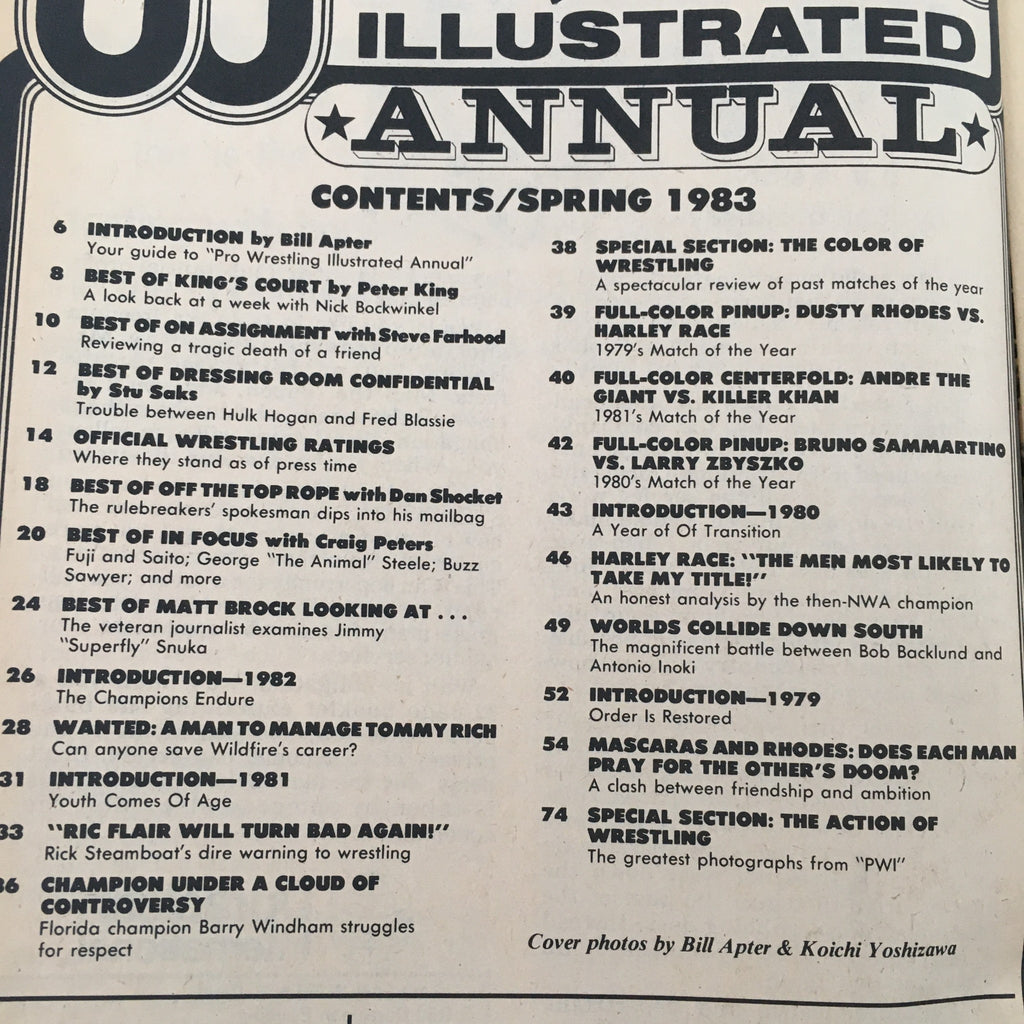 ILLUSTRATED
ANNUAL
CONTENTS/SPRING 1983
6 INTRODUCTION by Bill Apter
Your guide to "Pro Wrestling Illustrated Annual"
8 BEST OF KING'S COURT by Peter King
A look back at a week with Nick Bockwinkel
10 BEST OF ON ASSIGNMENT with Steve Farhood
Reviewing a tragic death of a friend
12 BEST OF DRESSING ROOM CONFIDENTIAL
by Stu Saks
Trouble between Hulk Hogan and Fred Blassie
14 OFFICIAL WRESTLING RATINGS
Where they stand as of press time
18 BEST OF OFF THE TOP ROPE with Dan Shocket
The rulebreakers' spokesman dips into his mailbag
20 BEST OF IN FOCUS with Craig Peters
Fuji and Saito; George "The Animal" Steele; Buzz
Sawyer; and more
24 BEST OF MATT BROCK LOOKING AT . . .
The veteran journalist examines Jimmy
"Superfly" Snuka
26 INTRODUCTION—1982
The Champions Endure
28 WANTED: A MAN TO MANAGE TOMMY RICH
Can anyone save Wildfire's career?
31 INTRODUCTION—1981
Youth Comes Of Age
33 "RIC FLAIR WILL TURN BAD AGAIN!"
Rick Steamboat's dire warning to wrestling
36 CHAMPION UNDER A CLOUD OF
CONTROVERSY
Florida champion Barry Windham struggles
for respect
38 SPECIAL SECTION: THE COLOR OF
WRESTLING
A spectacular review of past matches of the year
39 FULL-COLOR PINUP: DUSTY RHODES VS.
HARLEY RACE
1979's Match of the Year
40 FULL-COLOR CENTERFOLD: ANDRE THE
GIANT VS. KILLER KHAN
1981's Match of the Year
42 FULL-COLOR PINUP: BRUNO SAMMARTINO
VS. LARRY ZBYSZKO
1980's Match of the Year
43 INTRODUCTION—1980
A Year of Of Transition
46 HARLEY RACE: "THE MEN MOST LIKELY TO
TAKE MY TITLE!"
An honest analysis by the then-NWA champion
49 WORLDS COLLIDE DOWN SOUTH
The magnificent battle between Bob Backlund and
Antonio Inoki
52 INTRODUCTION—1979
Order Is Restored
54 MASCARAS AND RHODES: DOES EACH MAN
PRAY FOR THE OTHER'S DOOM?
A clash between friendship and ambition
74 SPECIAL SECTION: THE ACTION OF
WRESTLING
The greatest photographs from "PWI"
Cover photos by Bill Apter & Koichi Yoshizawa